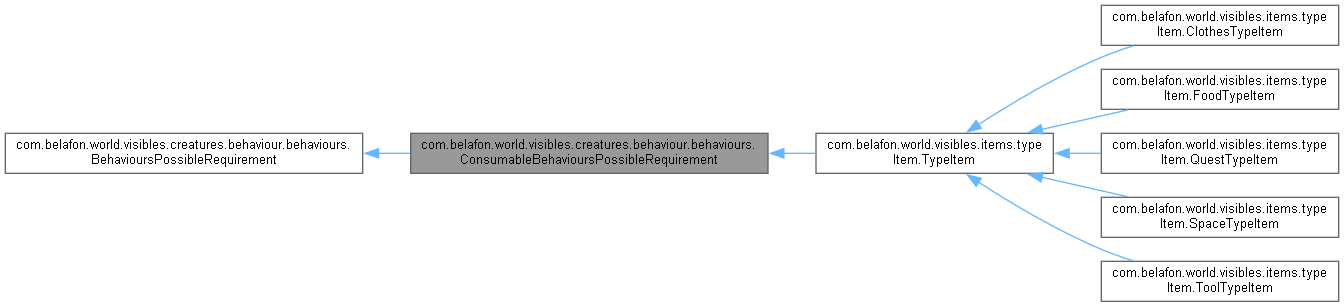 com.belafon.world.visibles.creatures.behaviour.behaviours.
BehavioursPossibleRequirement
com.belafon.world.visibles.creatures.behaviour.behaviours.
ConsumableBehavioursPossibleRequirement
com.belafon.world.visibles.items.type
Item.TypeItem
com.belafon.world.visibles.items.type
Item.ClothesTypeItem
com.belafon.world.visibles.items.type
Item.FoodTypeItem
com.belafon.world.visibles.items.type
Item.QuestTypeItem
com.belafon.world.visibles.items.type
Item.SpaceTypeItem
com.belafon.world.visibles.items.type
Item.ToolTypeItem